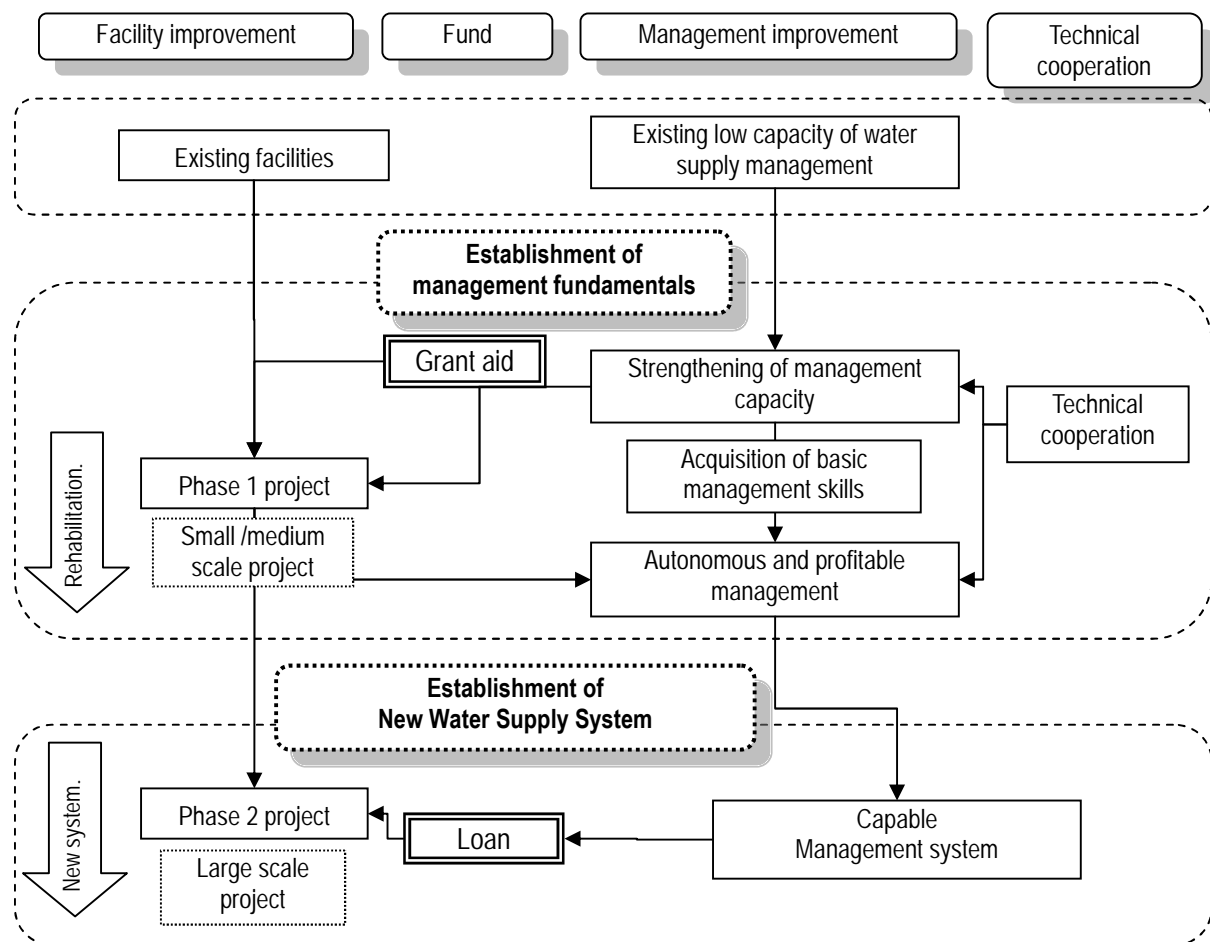 Facility improvement
Fund
Management improvement
Technical
cooperation
Existing facilities
Existing low capacity of water
supply management
Establishment of
management fundamentals
Grant aid
Strengthening of management
capacity
Technical
cooperation
Rehabilitation.
Phase 1 project
Acquisition of basic
management skills
Small /medium
scale project
Autonomous and profitable
management
Establishment of
New Water Supply System
New system.
Phase 2 project
Loan
Capable
Management system
Large scale
project